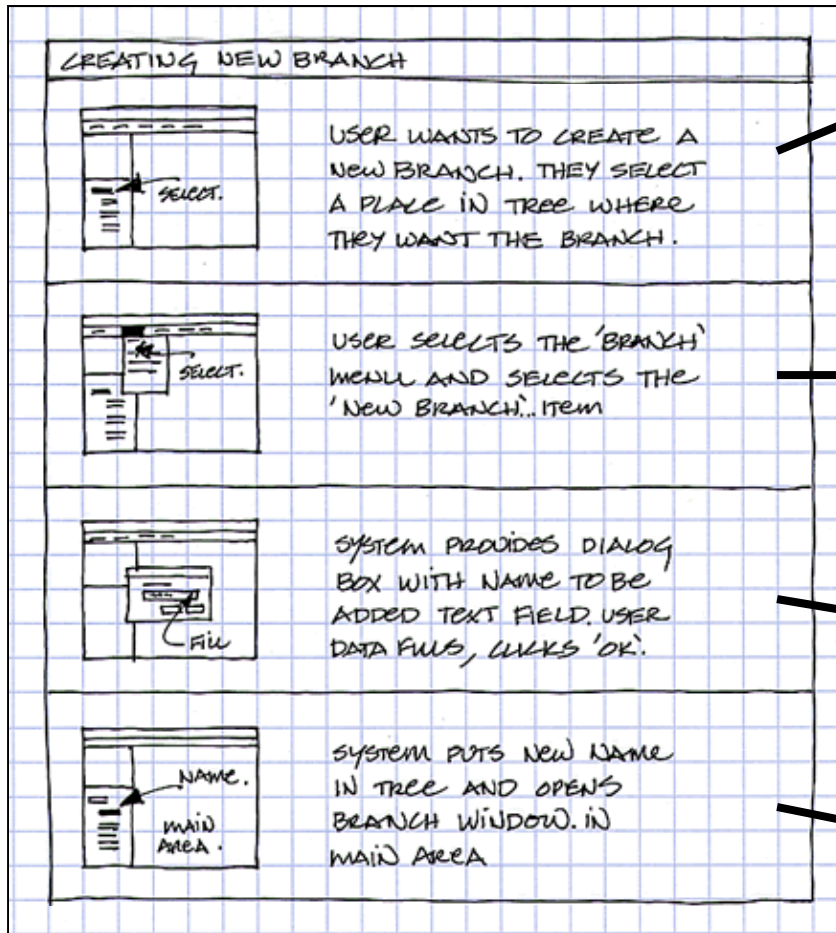 CREATING NEW BRANCH
SELECT.
USER WANTS TO CREATE A
NEW BRANCH. THEY SELECT
A PLACE IN TREE WHERE
THEY WANT THE BRANCH.
SELECT.
USER SELECTS THE 'BRANCH'
MENU AND SELECTS THE
'NEW BRANCH'... ITEM
FILL
SYSTEM PROVIDES DIALOG
BOX WITH NAME TO BE
ADDED TEXT FIELD. USER
DATA FILLS, CLICKS 'OK'.
NAME.
MAIN
AREA.
SYSTEM PUTS NEW NAME
IN TREE AND OPENS
BRANCH WINDOW. IN
MAIN AREA